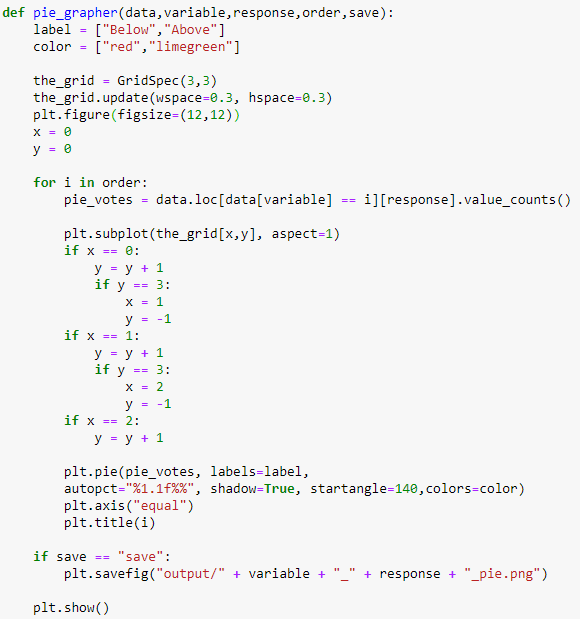 def pie_grapher(data,variable,response,order,save):
    label = ["Below","Above"]
    color = ["red","limegreen"]

    the_grid = GridSpec(3,3)
    the_grid.update(wspace=0.3, hspace=0.3)
    plt.figure(figsize=(12,12))
    x = 0
    y = 0

    for i in order:
        pie_votes = data.loc[data[variable] == i][response].value_counts()

        plt.subplot(the_grid[x,y], aspect=1)
        if x == 0:
            y = y + 1
            if y == 3:
                x = 1
                y = -1
        if x == 1:
            y = y + 1
            if y == 3:
                x = 2
                y = -1
        if x == 2:
            y = y + 1

        plt.pie(pie_votes, labels=label,
        autopct="%1.1f%%", shadow=True, startangle=140,colors=color)
        plt.axis("equal")
        plt.title(i)

    if save == "save":
        plt.savefig("output/" + variable + "_" + response + "_pie.png")

    plt.show()